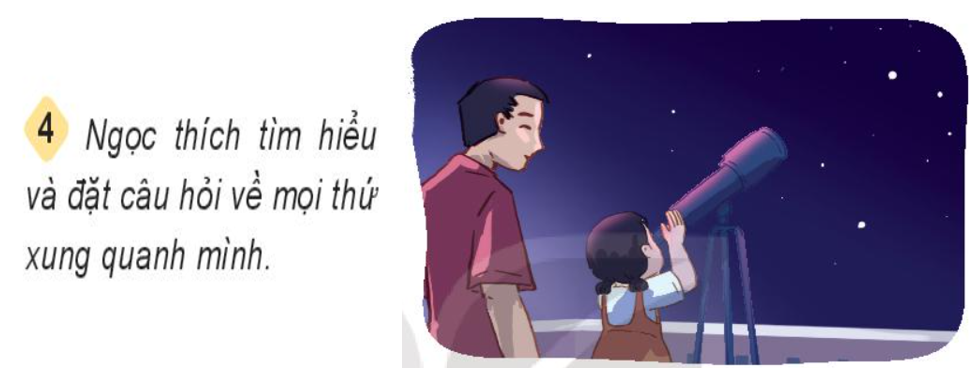 4 Ngọc thích tìm hiểu
và đặt câu hỏi về mọi thứ
xung quanh mình.